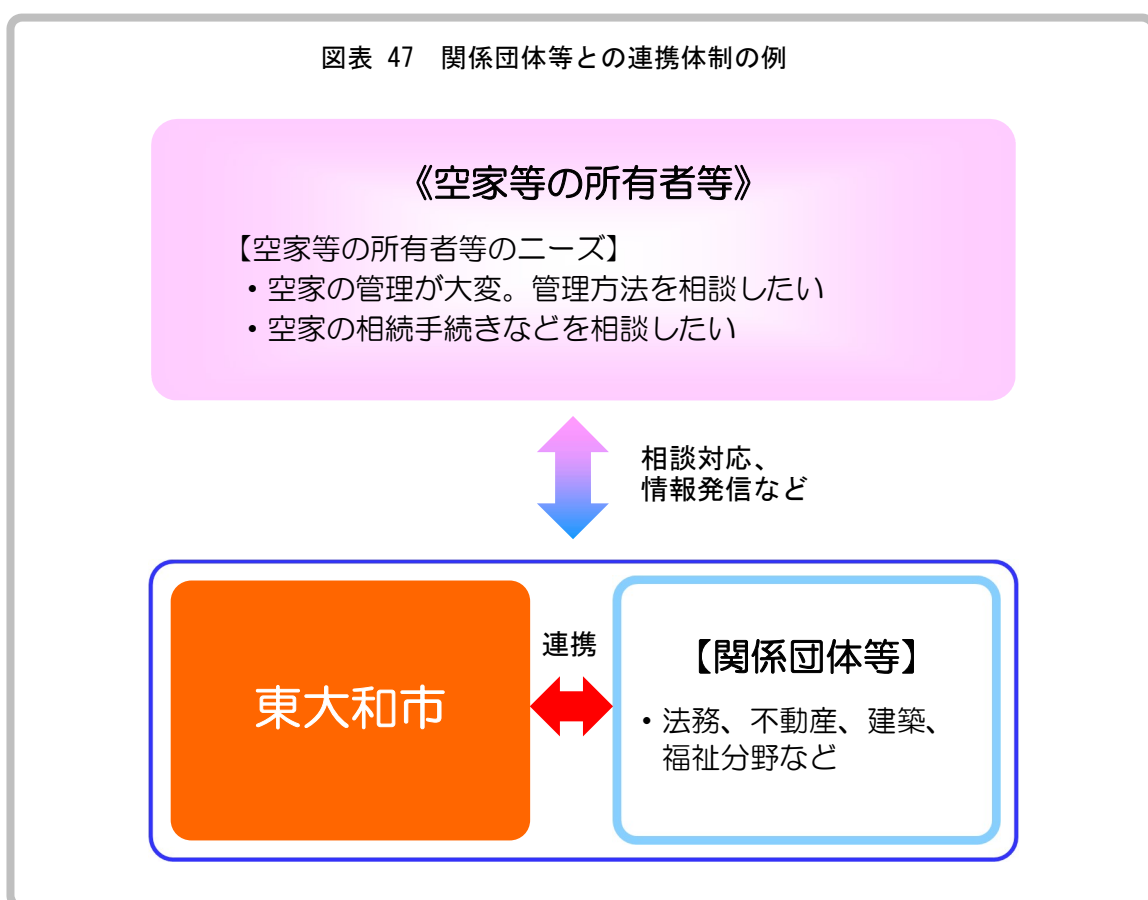 図表 47　関係団体等との連携体制の例
《空家等の所有者等》
【空家等の所有者等のニーズ】
・空家の管理が大変。管理方法を相談したい
・空家の相続手続きなどを相談したい
相談対応、
情報発信など
東大和市
連携
【関係団体等】
・法務、不動産、建築、
福祉分野など